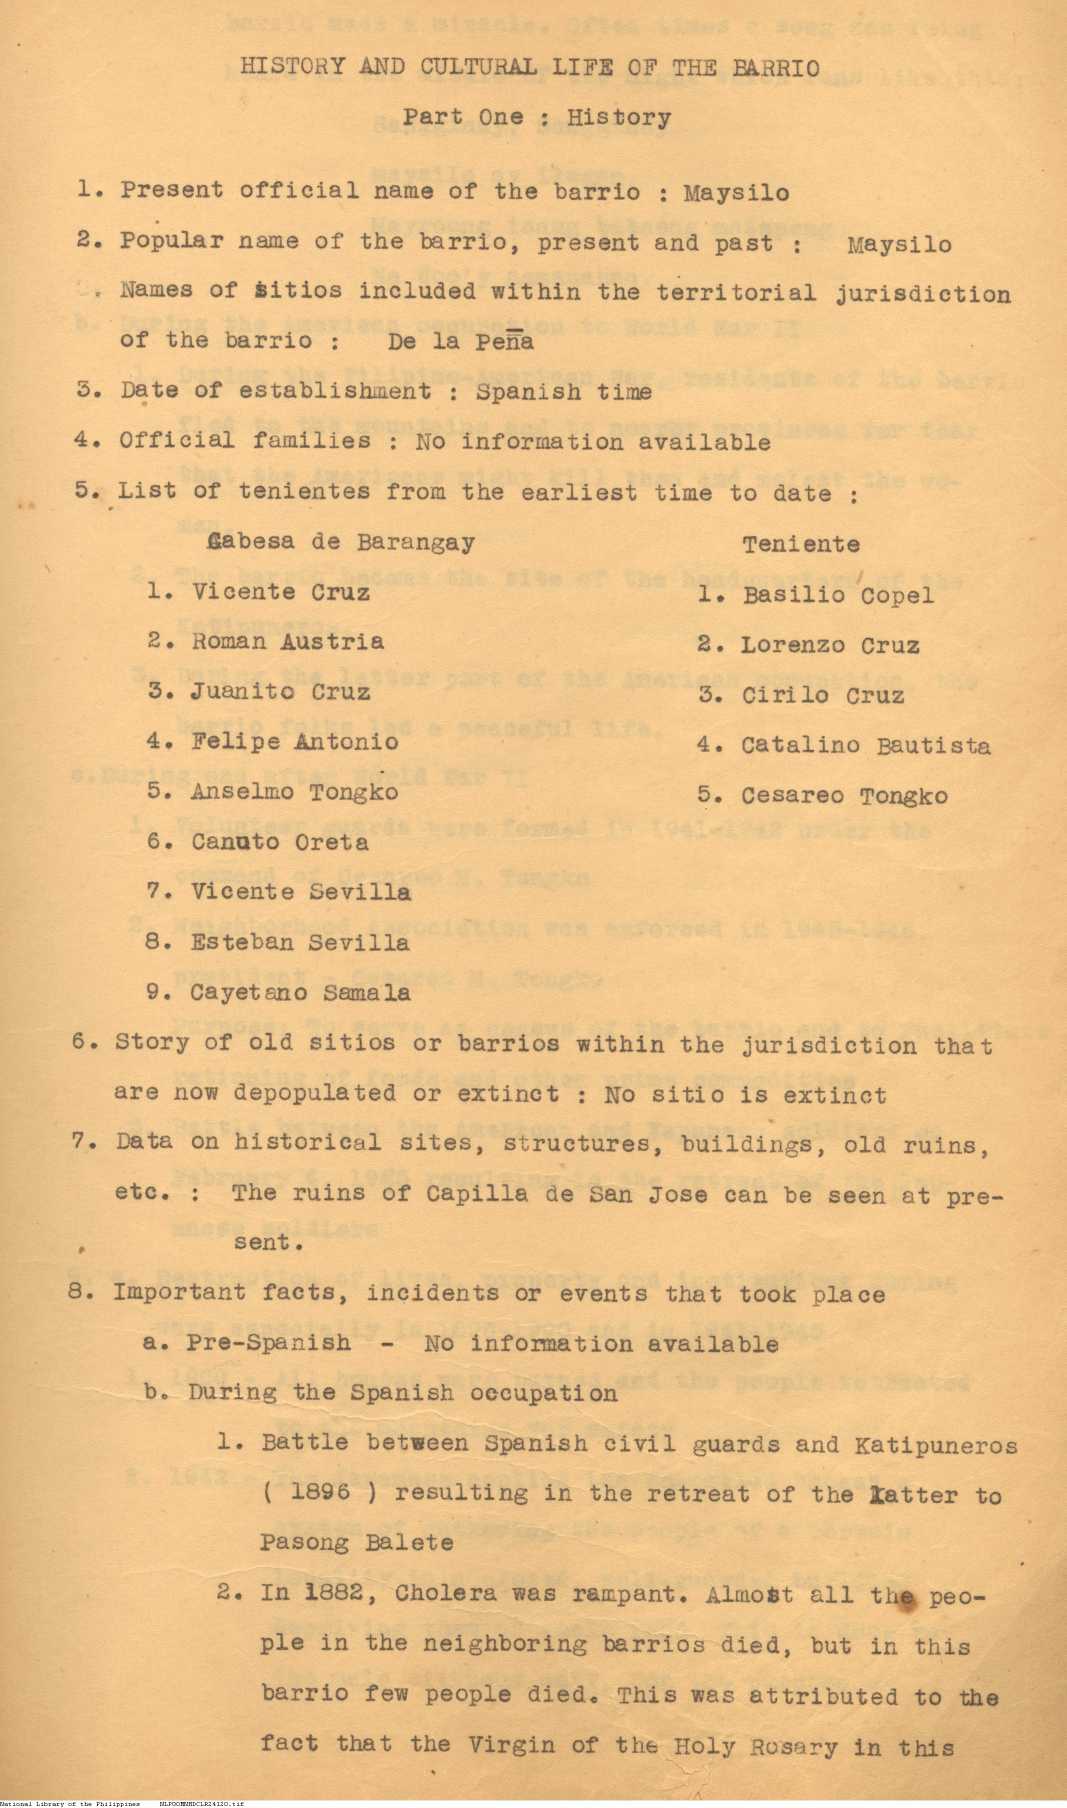 HISTORY AND CULTURAL LIFE OF THE BARRIO
Part One : History
1. Present official name of the barrio : Maysilo
2. Popular name of the barrio, present and past : Maysilo
. Names of sitios included within the territorial jurisdiction
of the barrio : De la Peña
3. Date of establishment : Spanish time
4. Official families : No information available
5. List of tenientes from the earliest time to date :
Cabesa de Barangay Teniente
1. Vicente Cruz 1. Basilio Copel
2. Roman Austria 2. Lorenzo Cruz
3. Juanito Cruz 3. Cirilo Cruz
4. Felipe Antonio 4. Catalino Bautista
5. Anselmo Tongko 5. Cesareo Tongko
6. Canuto Oreta
7. Vicente Sevilla
8. Esteban Sevilla
9. Cayetano Samala
6. Story of old sitios or barrios within the jurisdiction that
are now depopulated or extinct : No sitio is extinct
7. Data on historical sites, structures, buildings, old ruins,
etc. : The ruins of Capilla de San Jose can be seen at pre-
sent.
8. Important facts, incidents or events that took place
a. Pre-Spanish - No information available
b. During the Spanish occupation
1. Battle between Spanish civil guards and Katipuneros
( 1896 ) resulting in the retreat of the latter to
Pasong Balete
2. In 1882, Cholera was rampant. Almost all the peo-
ple in the neighboring barrios died, but in this
barrio few people died. This was attributed to the
fact that the Virgin of the Holy Rosary in this
National Library of the Philippines